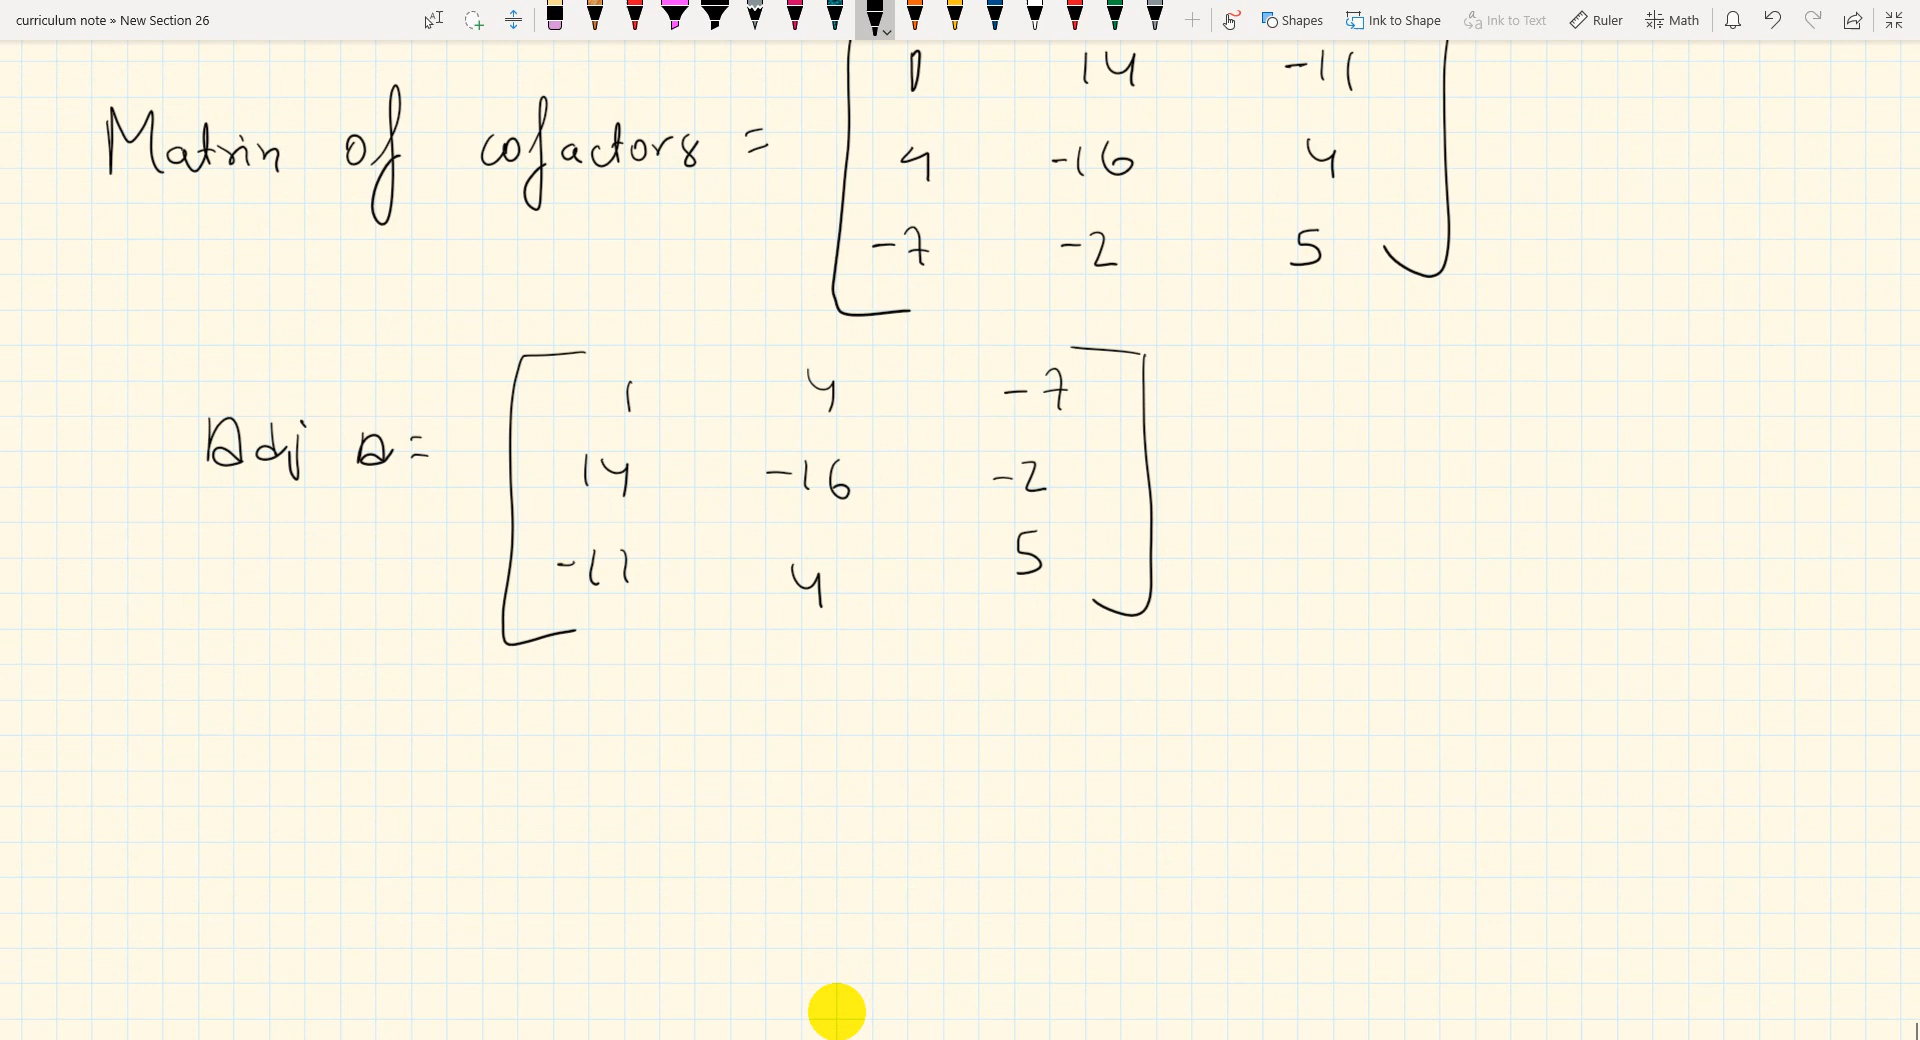 curriculum note » New Section 26
Shapes Ink to Shape Ink to Text Ruler Math
1 14 -11
Matrix of cofactors =
4 -16 4
-7 -2 5
1 4 -7
Adj A =
14 -16 -2
-11 4 5